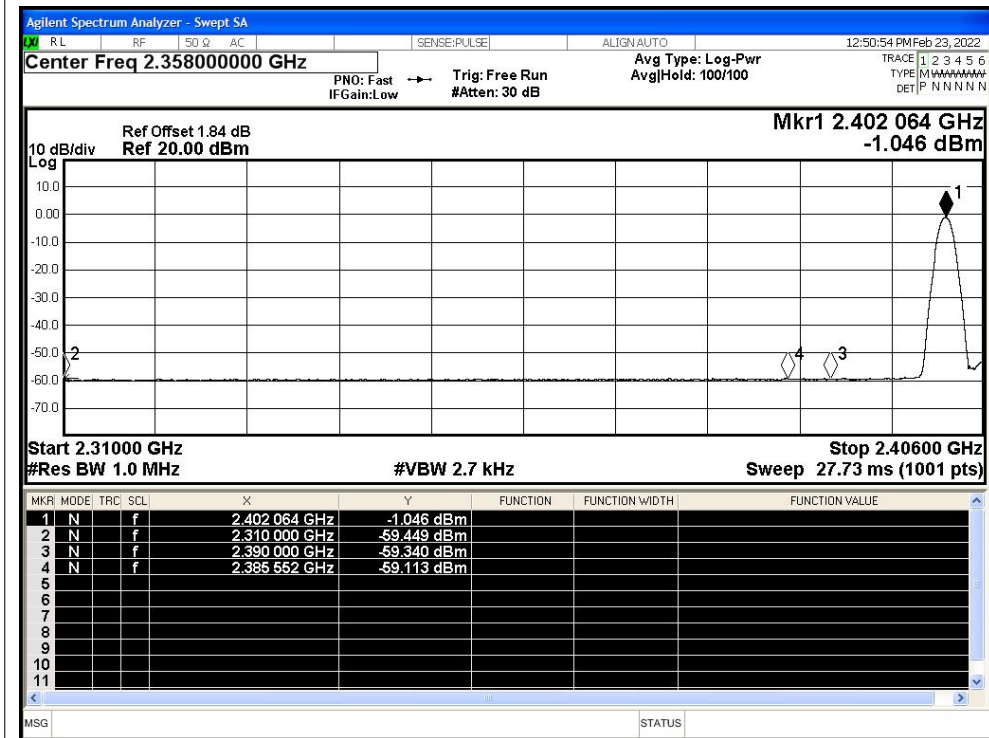 Agilent Spectrum Analyzer - Swept SA
LXI RL RF 50 Ω AC SENSE:PULSE ALIGN AUTO 12:50:54 PM Feb 23, 2022
Center Freq 2.358000000 GHz
PNO: Fast
IFGain:Low
Trig: Free Run
#Atten: 30 dB
Avg Type: Log-Pwr
Avg|Hold: 100/100
TRACE 1 2 3 4 5 6
TYPE M WWWWW
DET P N N N N N
Mkr1 2.402 064 GHz
-1.046 dBm
Ref Offset 1.84 dB
10 dB/div Ref 20.00 dBm
Log
10.0
0.00
-10.0
-20.0
-30.0
-40.0
-50.0
-60.0
-70.0
1
2
4
3
Start 2.31000 GHz Stop 2.40600 GHz
#Res BW 1.0 MHz #VBW 2.7 kHz Sweep 27.73 ms (1001 pts)
MKR MODE TRC SCL X Y FUNCTION FUNCTION WIDTH FUNCTION VALUE
1 N f 2.402 064 GHz -1.046 dBm
2 N f 2.310 000 GHz -59.449 dBm
3 N f 2.390 000 GHz -59.340 dBm
4 N f 2.385 552 GHz -59.113 dBm
5
6
7
8
9
10
11
MSG STATUS